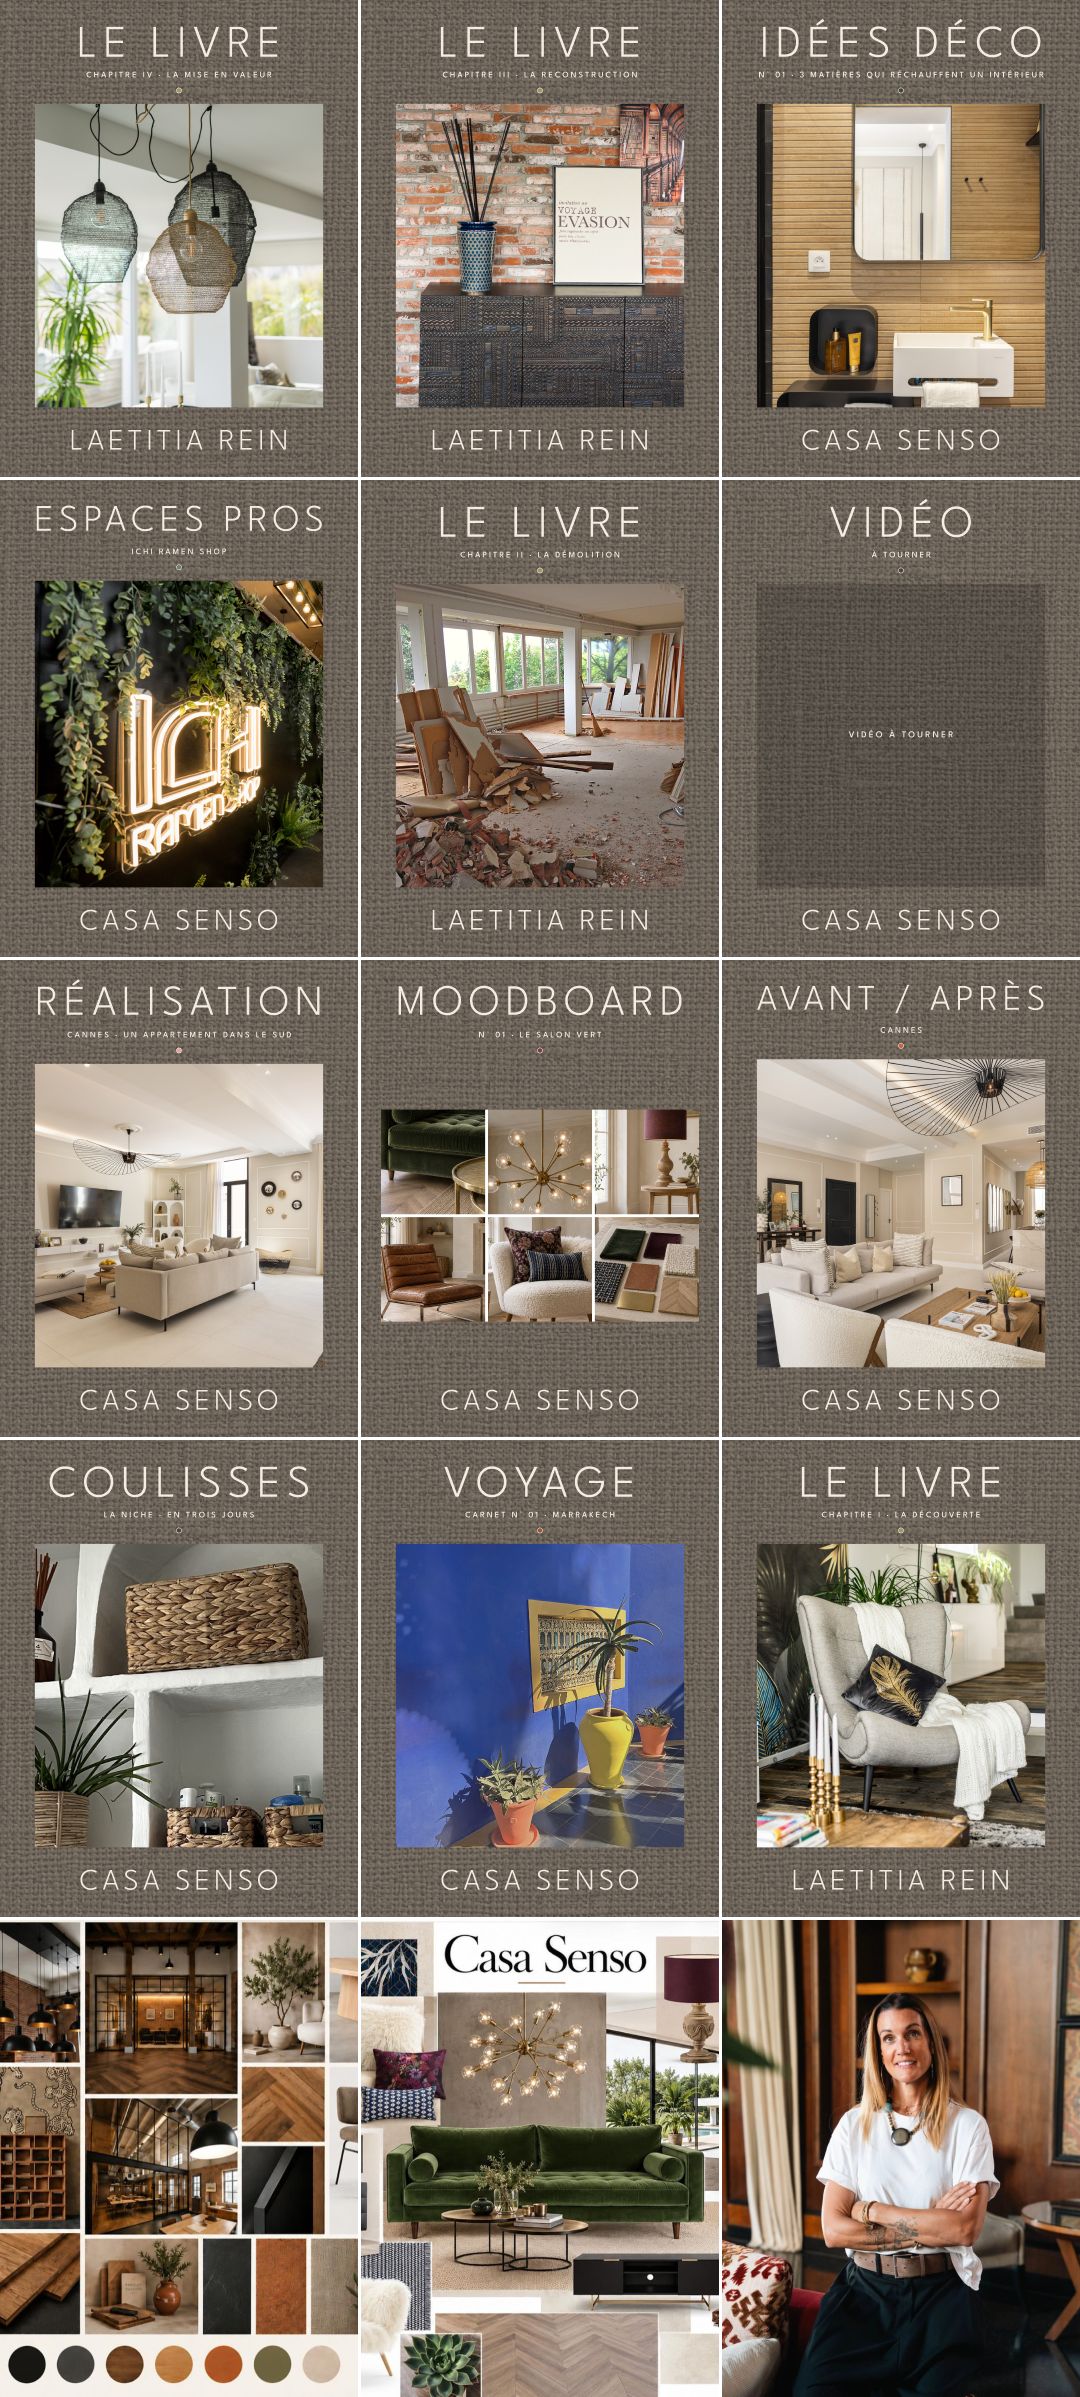 LE LIVRE
CHAPITRE IV - LA MISE EN VALEUR
LAETITIA REIN
LE LIVRE
CHAPITRE III - LA RECONSTRUCTION
invitation au
VOYAGE
EVASION
LAETITIA REIN
IDÉES DÉCO
N° 01 - 3 MATIÈRES QUI RÉCHAUFFENT UN INTÉRIEUR
CASA SENSO
ESPACES PROS
ICHI RAMEN SHOP
ICHI
RAMEN SHOP
CASA SENSO
LE LIVRE
CHAPITRE II - LA DÉMOLITION
LAETITIA REIN
VIDÉO
À TOURNER
VIDÉO À TOURNER
CASA SENSO
RÉALISATION
CANNES - UN APPARTEMENT DANS LE SUD
CASA SENSO
MOODBOARD
N° 01 - LE SALON VERT
CASA SENSO
AVANT / APRÈS
CANNES
CASA SENSO
COULISSES
LA NICHE - EN TROIS JOURS
CASA SENSO
VOYAGE
CARNET N° 01 - MARRAKECH
CASA SENSO
LE LIVRE
CHAPITRE I - LA DÉCOUVERTE
LAETITIA REIN
Casa Senso